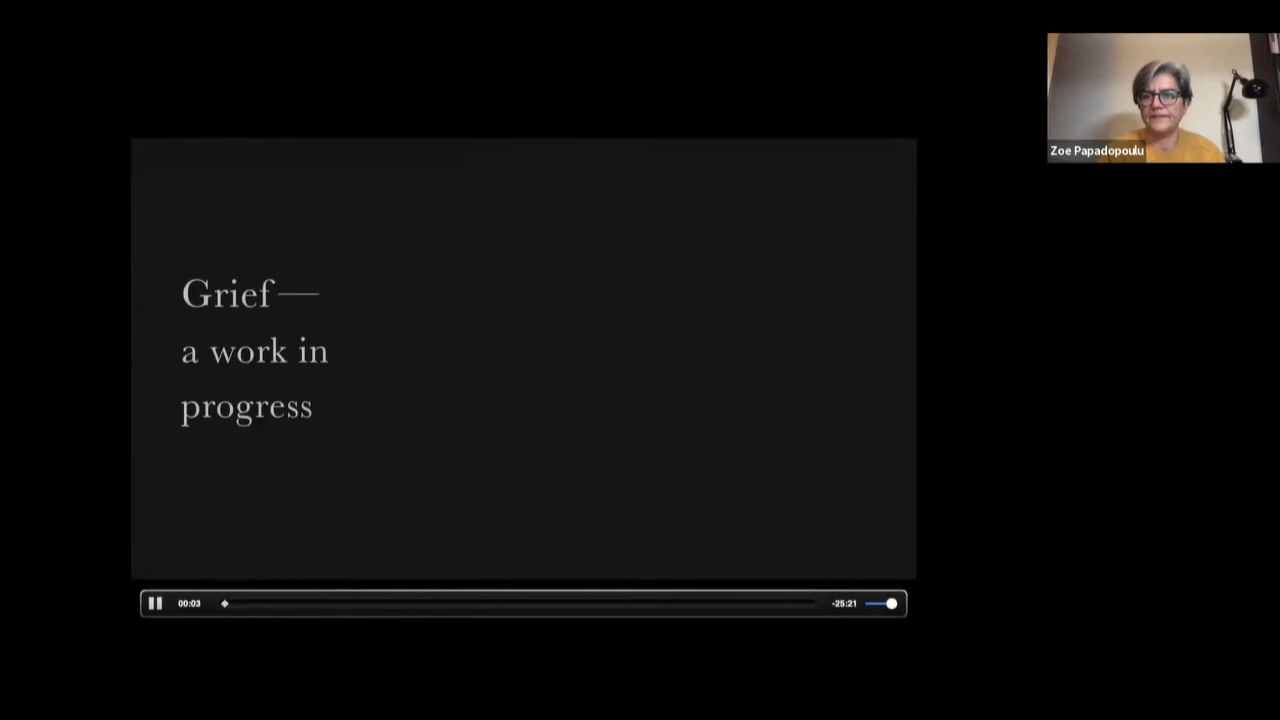 Grief—
a work in
progress
00:03
-25:21
Zoe Papadopoulu